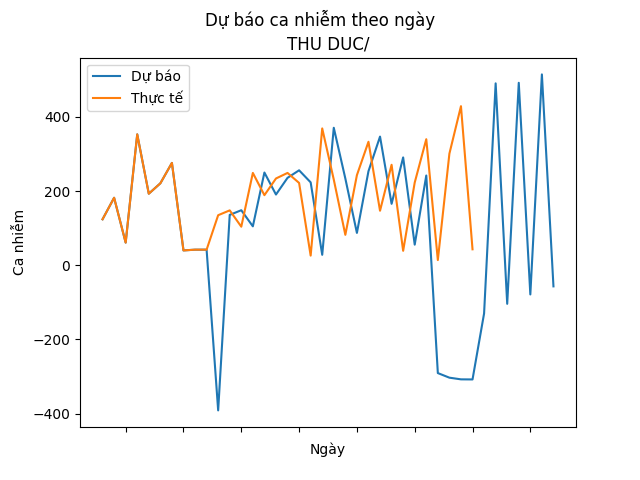 Dự báo ca nhiễm theo ngày
THU DUC/
Dự báo
Thực tế
400
200
0
−200
−400
Ca nhiễm
Ngày